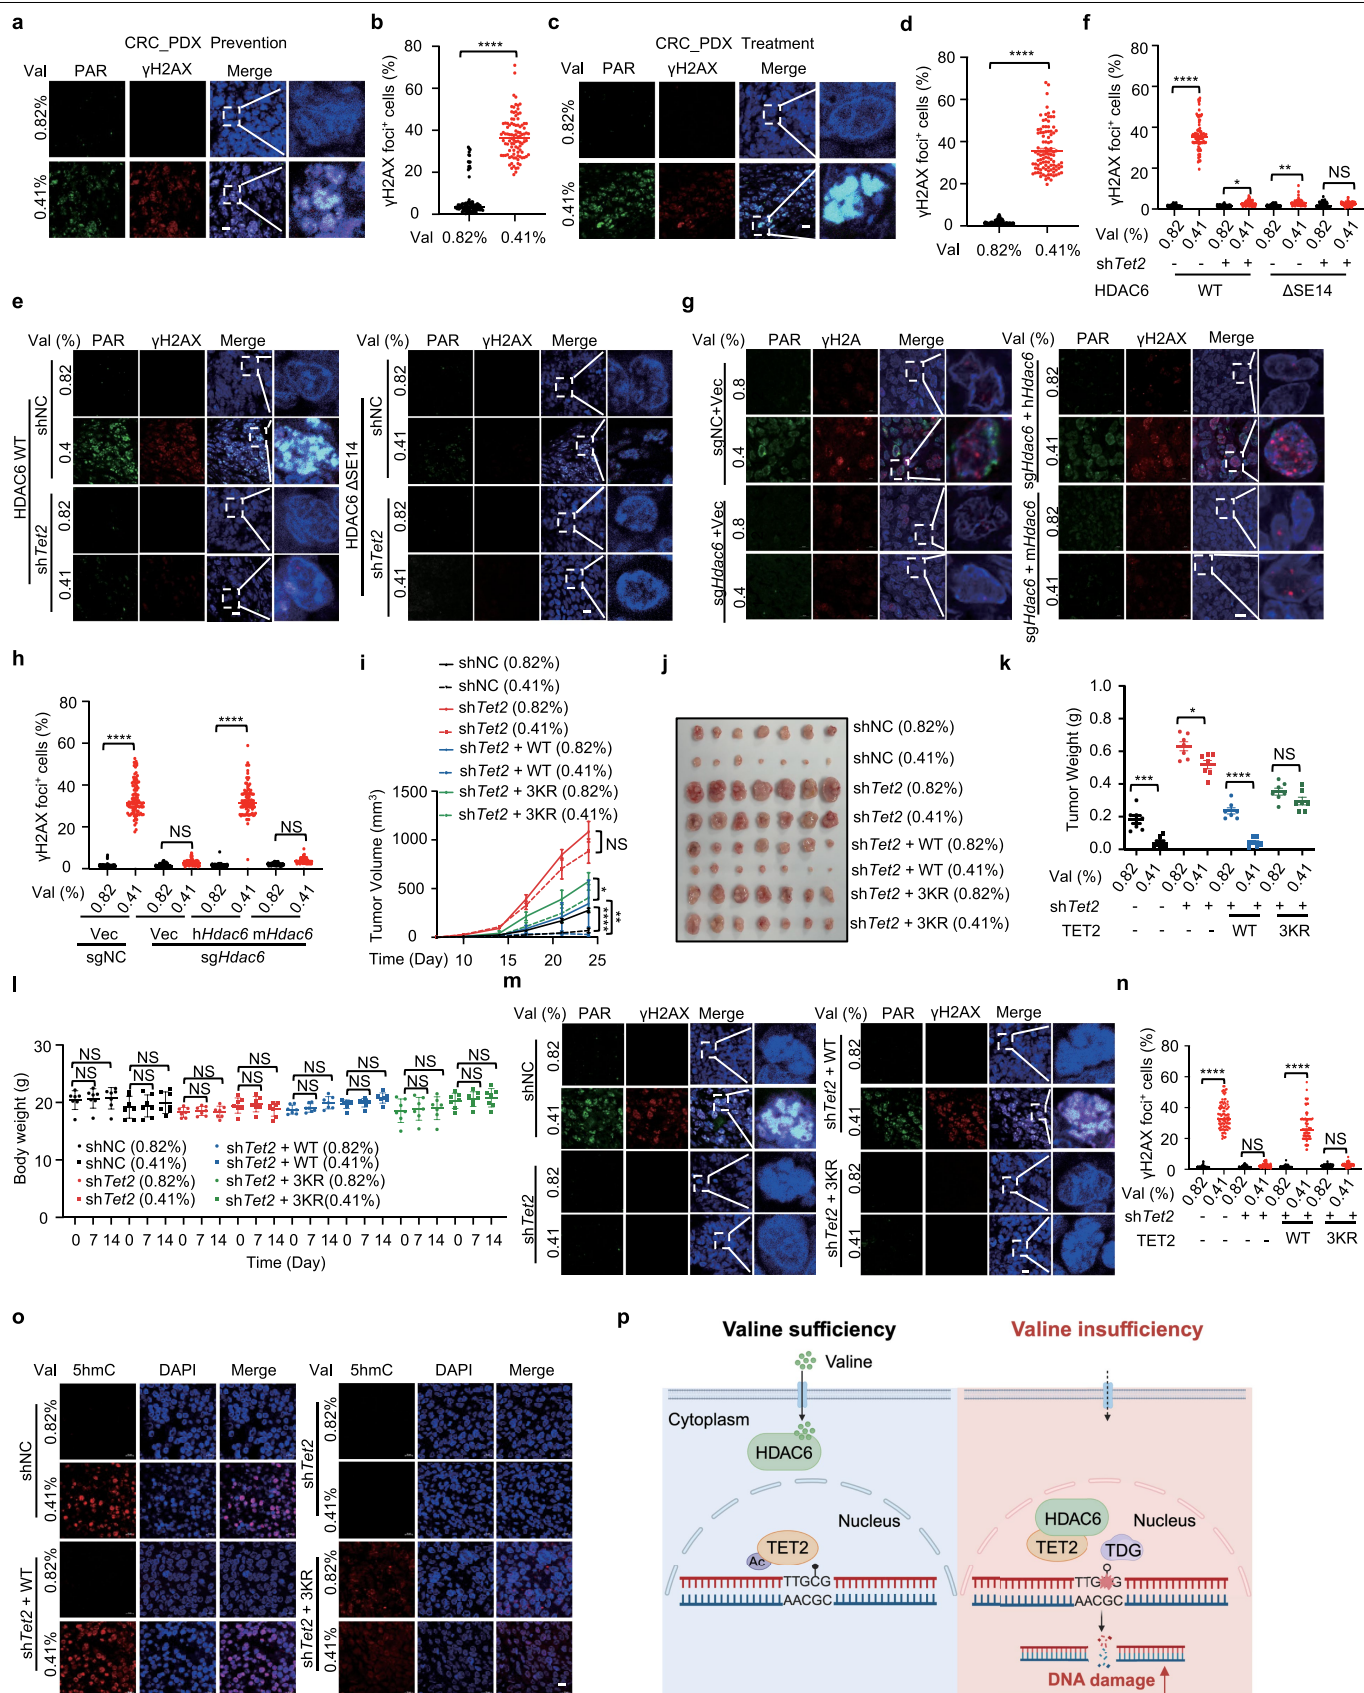 a
CRC_PDX Prevention
Val PAR γH2AX Merge
0.82%
0.41%
b
γH2AX foci⁺ cells (%)
80
60
40
20
0
****
Val 0.82% 0.41%
c
CRC_PDX Treatment
Val PAR γH2AX Merge
0.82%
0.41%
d
γH2AX foci⁺ cells (%)
80
60
40
20
0
****
Val 0.82% 0.41%
f
γH2AX foci⁺ cells (%)
80
60
40
20
0
**** * ** NS
Val (%) 0.82 0.41 0.82 0.41 0.82 0.41 0.82 0.41
shTet2 - - + + - - + +
HDAC6 WT ΔSE14
e
Val (%) PAR γH2AX Merge
HDAC6 WT
shNC
0.82
0.4
shTet2
0.82
0.41
Val (%) PAR γH2AX Merge
HDAC6 ΔSE14
shNC
0.82
0.41
shTet2
0.82
0.41
g
Val (%) PAR γH2A Merge
sgNC+Vec
0.8
0.4
sgHdac6 +Vec
0.8
0.4
PAR γH2AX Merge
sgHdac6 + hHdac6
0.82
0.41
sgHdac6 + mHdac6
0.82
0.41
h
γH2AX foci⁺ cells (%)
80
60
40
20
0
**** NS **** NS
Val (%) 0.82 0.41 0.82 0.41 0.82 0.41 0.82 0.41
Vec Vec hHdac6 mHdac6
sgNC sgHdac6
i
shNC (0.82%)
shNC (0.41%)
shTet2 (0.82%)
shTet2 (0.41%)
shTet2 + WT (0.82%)
shTet2 + WT (0.41%)
shTet2 + 3KR (0.82%)
shTet2 + 3KR (0.41%)
Tumor Volume (mm³)
1500
1000
500
0
NS
*
**
****
Time (Day) 10 15 20 25
j
shNC (0.82%)
shNC (0.41%)
shTet2 (0.82%)
shTet2 (0.41%)
shTet2 + WT (0.82%)
shTet2 + WT (0.41%)
shTet2 + 3KR (0.82%)
shTet2 + 3KR (0.41%)
k
Tumor Weight (g)
1.0
0.8
0.6
0.4
0.2
0.0
*** * **** NS
Val (%) 0.82 0.41 0.82 0.41 0.82 0.41 0.82 0.41
shTet2 - - + + + + + +
TET2 - - - - WT 3KR
l
Body weight (g)
30
20
10
0
NS NS NS NS NS NS NS NS
NS NS NS NS NS NS NS NS
shNC (0.82%)
shNC (0.41%)
shTet2 (0.82%)
shTet2 (0.41%)
shTet2 + WT (0.82%)
shTet2 + WT (0.41%)
shTet2 + 3KR (0.82%)
shTet2 + 3KR(0.41%)
0 7 14 0 7 14 0 7 14 0 7 14 0 7 14 0 7 14 0 7 14 0 7 14
Time (Day)
m
Val (%) PAR γH2AX Merge
shNC
0.82
0.41
shTet2
0.82
0.41
Val (%) PAR γH2AX Merge
shTet2 + WT
0.82
0.41
shTet2 + 3KR
0.82
0.41
n
γH2AX foci⁺ cells (%)
80
60
40
20
0
**** NS **** NS
Val (%) 0.82 0.41 0.82 0.41 0.82 0.41 0.82 0.41
shTet2 - - + + + + + +
TET2 - - - - WT 3KR
o
Val 5hmC DAPI Merge
shNC
0.82%
0.41%
shTet2 + WT
0.82%
0.41%
5hmC DAPI Merge
shTet2
0.82%
0.41%
shTet2 + 3KR
0.82%
0.41%
p
Valine sufficiency
Valine
Cytoplasm
HDAC6
Nucleus
TET2
Ac
TTGCG
AACGC
Valine insufficiency
HDAC6
Nucleus
TET2
TDG
TTG G
AACGC
DNA damage